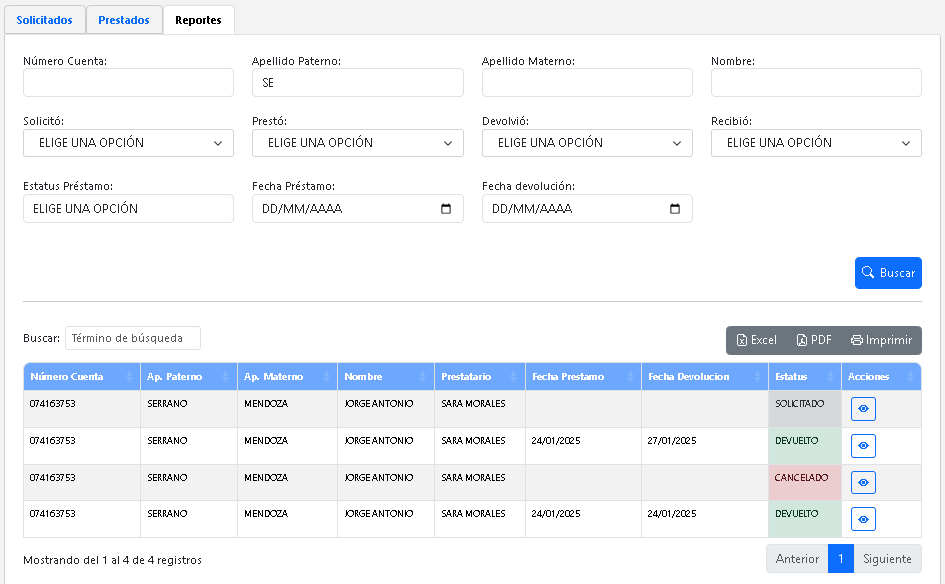 Solicitados Prestados Reportes
Número Cuenta: Apellido Paterno: Apellido Materno: Nombre:
SE
Solicitó: Prestó: Devolvió: Recibió:
ELIGE UNA OPCIÓN ELIGE UNA OPCIÓN ELIGE UNA OPCIÓN ELIGE UNA OPCIÓN
Estatus Préstamo: Fecha Préstamo: Fecha devolución:
ELIGE UNA OPCIÓN DD/MM/AAAA DD/MM/AAAA
Buscar
Buscar: Término de búsqueda Excel PDF Imprimir
Número Cuenta Ap. Paterno Ap. Materno Nombre Prestatario Fecha Prestamo Fecha Devolucion Estatus Acciones
074163753 SERRANO MENDOZA JORGE ANTONIO SARA MORALES SOLICITADO
074163753 SERRANO MENDOZA JORGE ANTONIO SARA MORALES 24/01/2025 27/01/2025 DEVUELTO
074163753 SERRANO MENDOZA JORGE ANTONIO SARA MORALES CANCELADO
074163753 SERRANO MENDOZA JORGE ANTONIO SARA MORALES 24/01/2025 24/01/2025 DEVUELTO
Mostrando del 1 al 4 de 4 registros Anterior 1 Siguiente